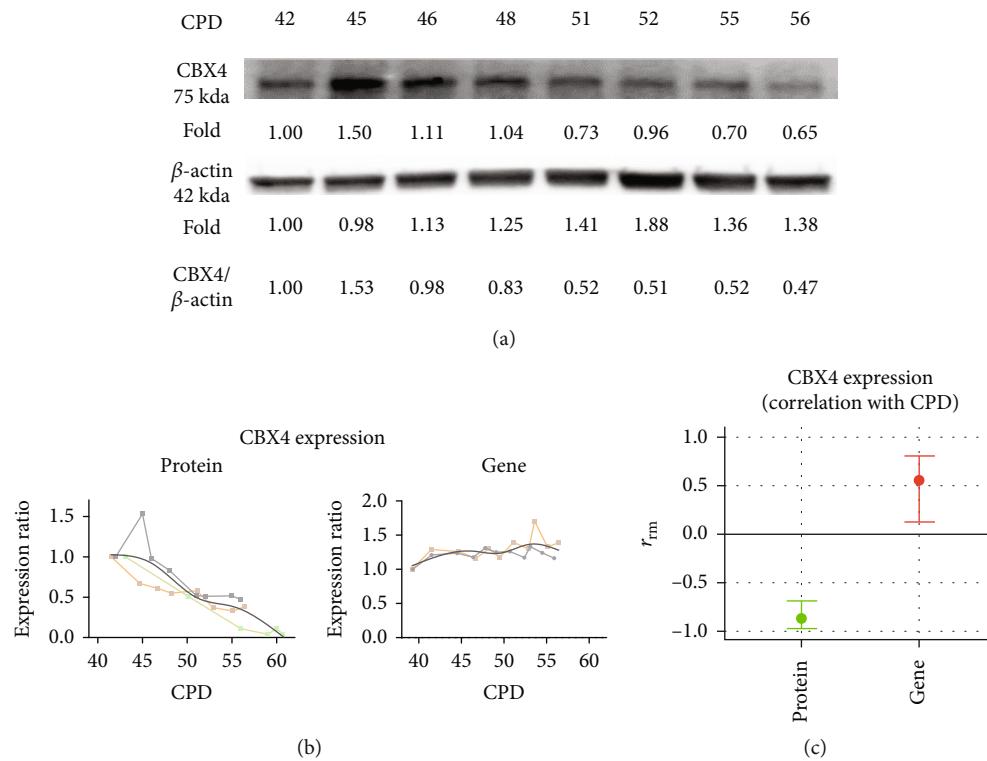 CPD 42 45 46 48 51 52 55 56
CBX4
75 kda
Fold 1.00 1.50 1.11 1.04 0.73 0.96 0.70 0.65
β-actin
42 kda
Fold 1.00 0.98 1.13 1.25 1.41 1.88 1.36 1.38
CBX4/
β-actin 1.00 1.53 0.98 0.83 0.52 0.51 0.52 0.47
(a)
CBX4 expression
Protein
Expression ratio
1.5
1.0
0.5
0.0
40 45 50 55 60
CPD
Gene
Expression ratio
2.0
1.5
1.0
0.5
0.0
40 45 50 55 60
CPD
(b)
CBX4 expression
(correlation with CPD)
rrm
1.0
0.5
0.0
−0.5
−1.0
Protein
Gene
(c)